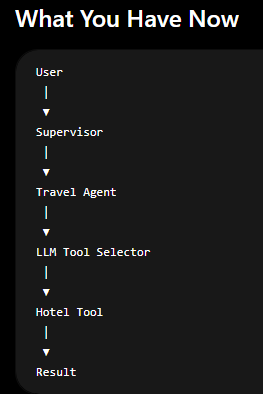 What You Have Now
User
|
▼
Supervisor
|
▼
Travel Agent
|
▼
LLM Tool Selector
|
▼
Hotel Tool
|
▼
Result